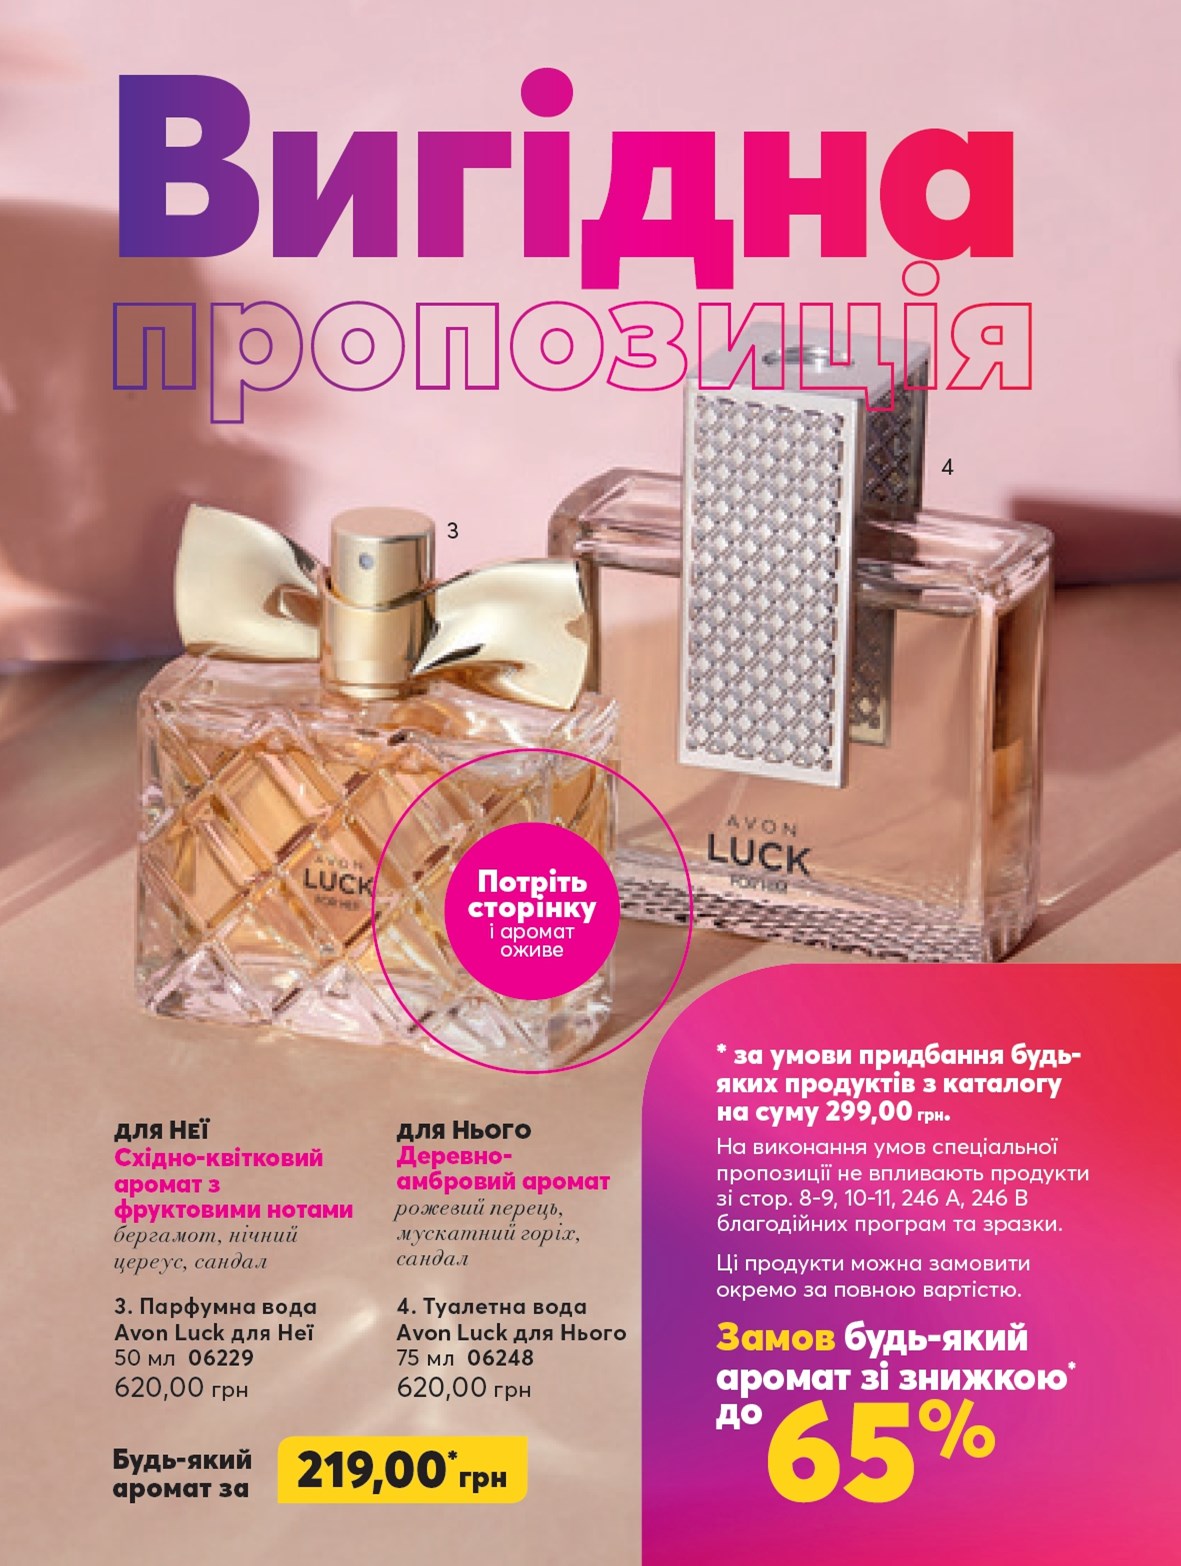 Вигідна
пропозиція
4
3
AVON
LUCK
FOR HIM
AVON
LUCK
FOR HER
Потріть
сторінку
і аромат
оживе
* за умови придбання будь-
яких продуктів з каталогу
на суму 299,00 грн.
На виконання умов спеціальної
пропозиції не впливають продукти
зі стор. 8-9, 10-11, 246 А, 246 В
благодійних програм та зразки.
Ці продукти можна замовити
окремо за повною вартістю.
Замов будь-який
аромат зі знижкою*
до 65%
для Неї
Східно-квітковий
аромат з
фруктовими нотами
бергамот, нічний
цереус, сандал
3. Парфумна вода
Avon Luck для Неї
50 мл 06229
620,00 грн
для Нього
Деревно-
амбровий аромат
рожевий перець,
мускатний горіх,
сандал
4. Туалетна вода
Avon Luck для Нього
75 мл 06248
620,00 грн
Будь-який
аромат за
219,00* грн